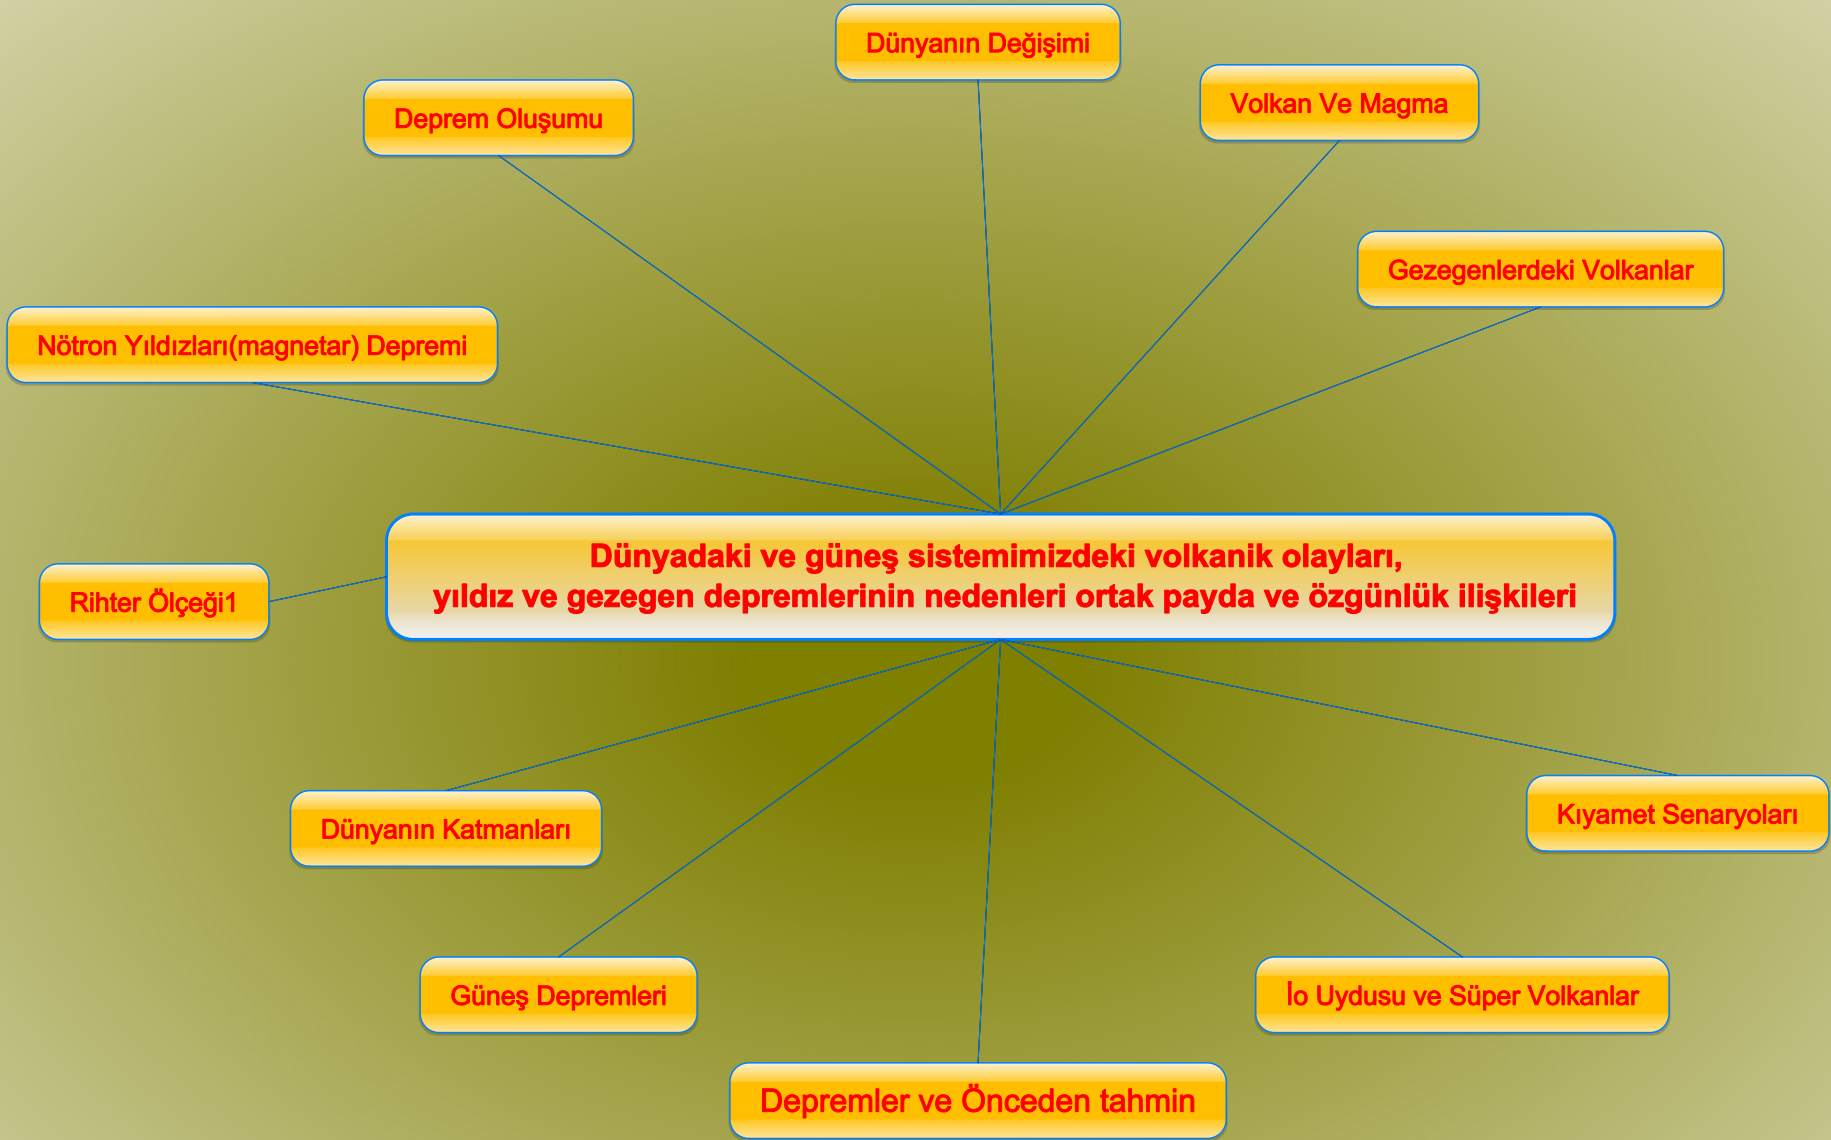 Dünyanın Değişimi
Volkan Ve Magma
Deprem Oluşumu
Gezegenlerdeki Volkanlar
Nötron Yıldızları(magnetar) Depremi
Dünyadaki ve güneş sistemimizdeki volkanik olayları,
yıldız ve gezegen depremlerinin nedenleri ortak payda ve özgünlük ilişkileri
Rihter Ölçeği1
Dünyanın Katmanları
Kıyamet Senaryoları
Güneş Depremleri
İo Uydusu ve Süper Volkanlar
Depremler ve Önceden tahmin